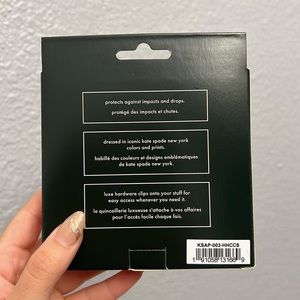 protects against impacts and drops.
protégé des impacts et chutes.
dressed in iconic kate spade new york
colors and prints.
habillé des couleurs et designs emblématiques
de kate spade new york.
luxe hardware clips onto your stuff for
easy access whenever you need it.
la quincaillerie luxueuse s'attache à vos affaires
pour l'accès facile chaque fois.
KSAP-003-HHCCS